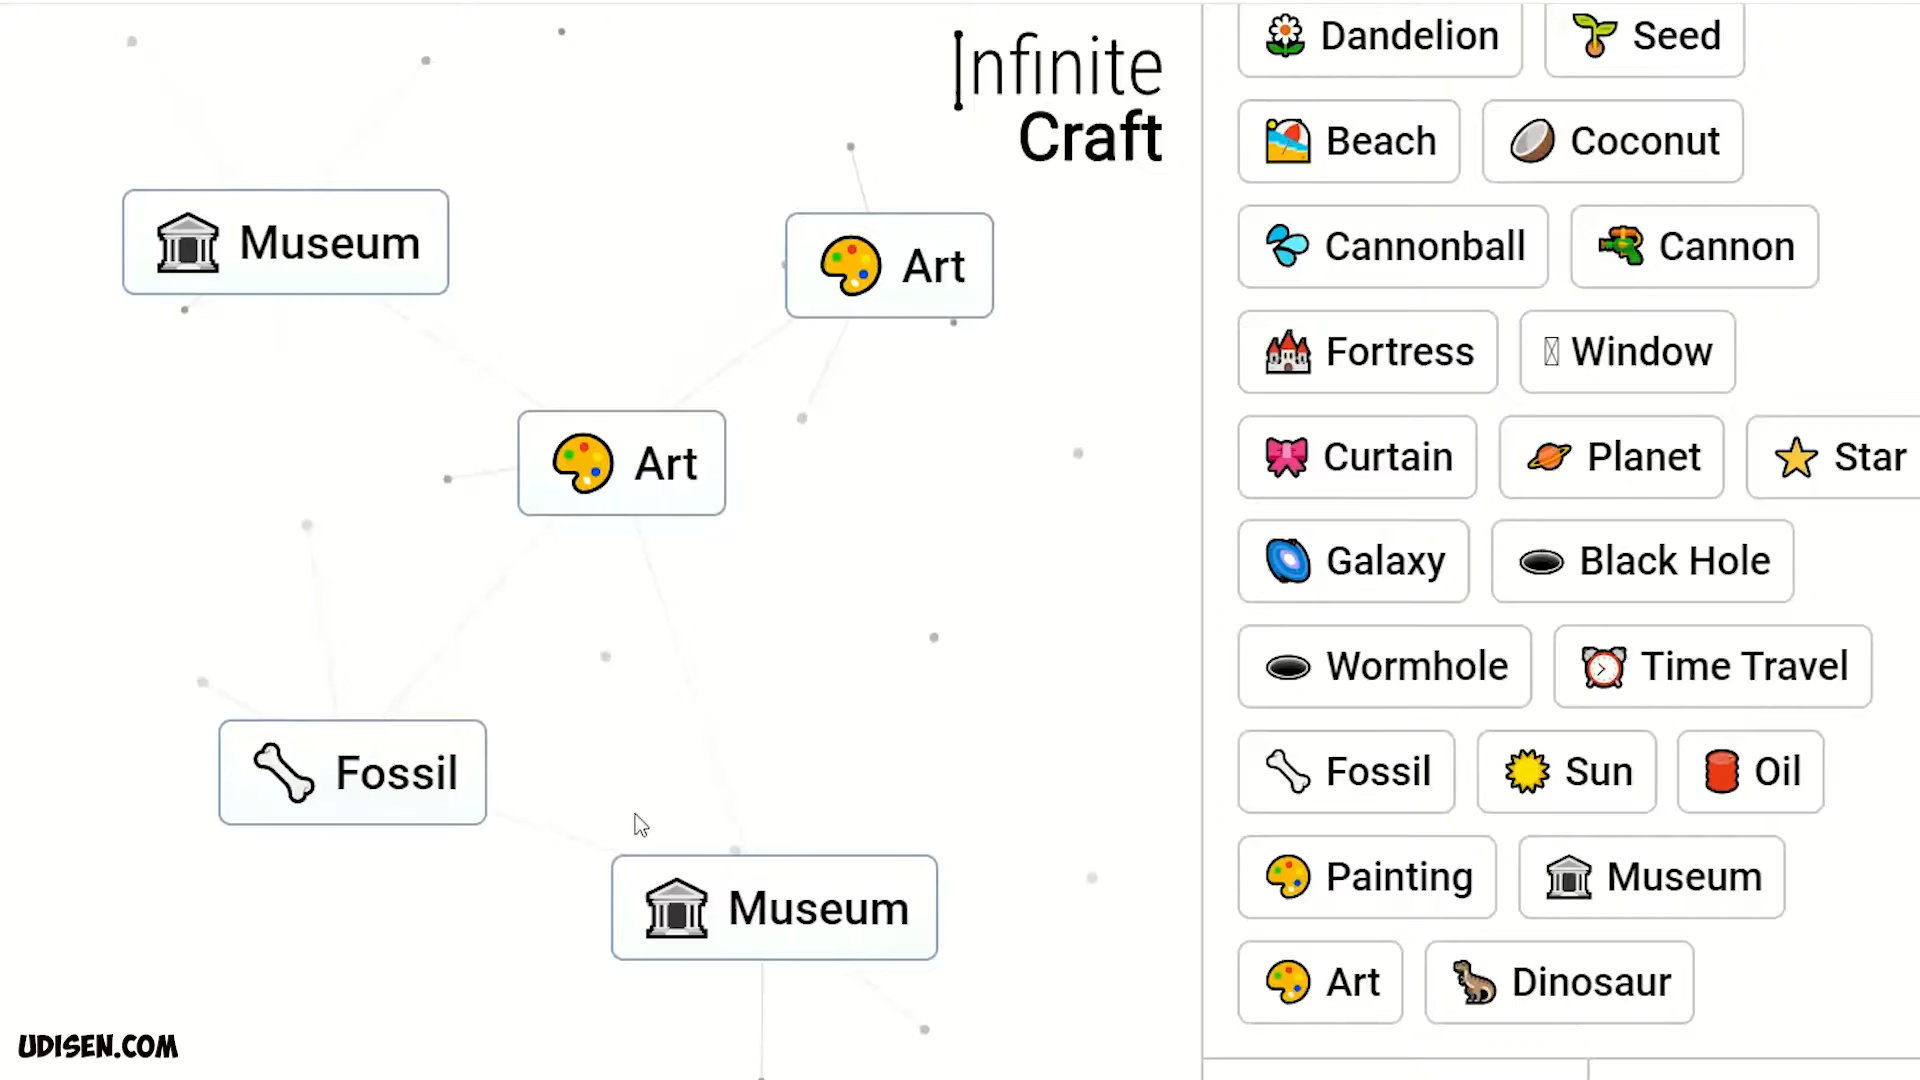 Infinite
Craft
Museum
Art
Art
Fossil
Museum
UDISEN.COM
Dandelion Seed
Beach Coconut
Cannonball Cannon
Fortress Window
Curtain Planet Star
Galaxy Black Hole
Wormhole Time Travel
Fossil Sun Oil
Painting Museum
Art Dinosaur